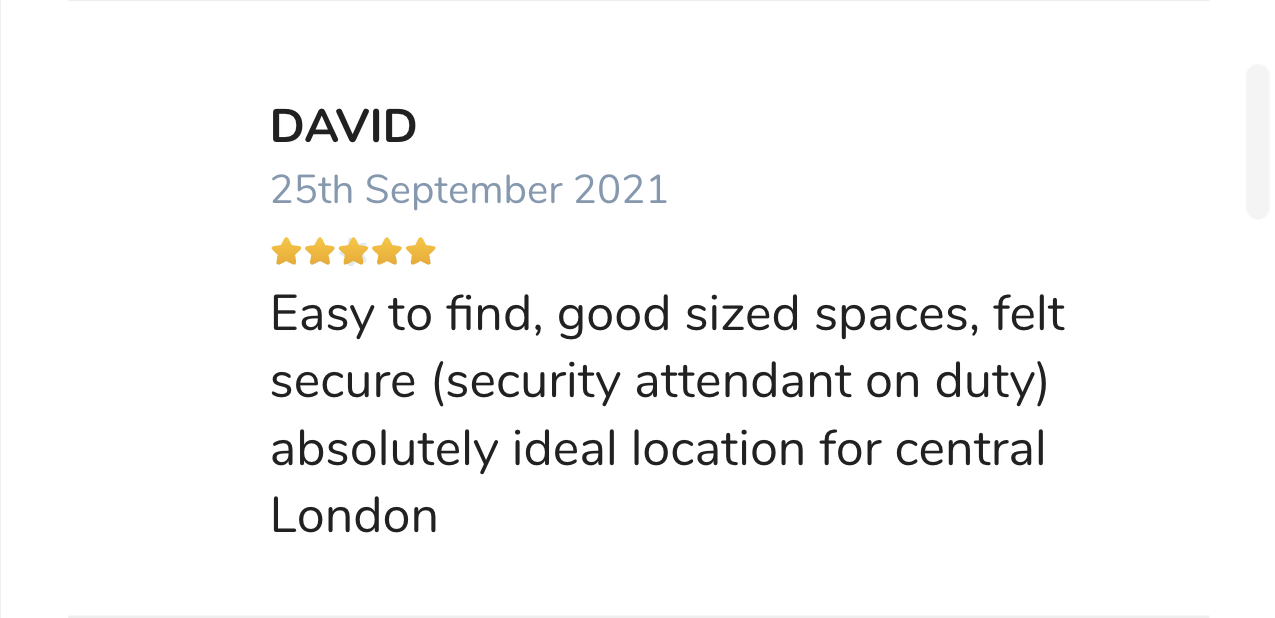 DAVID
25th September 2021
Easy to find, good sized spaces, felt
secure (security attendant on duty)
absolutely ideal location for central
London